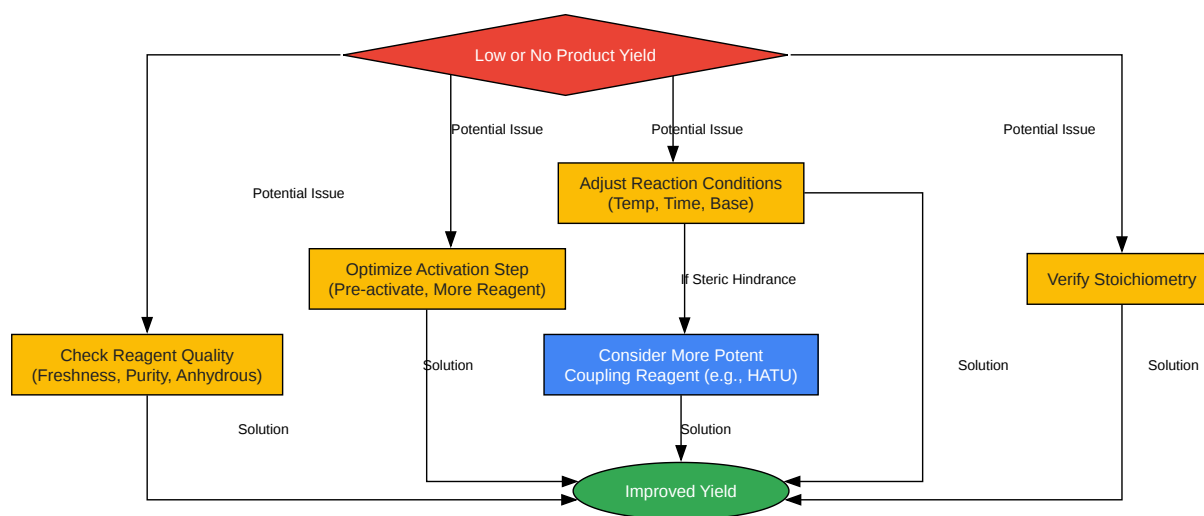 Low or No Product Yield
Potential Issue
Potential Issue
Potential Issue
Potential Issue
Adjust Reaction Conditions
(Temp, Time, Base)
Optimize Activation Step
(Pre-activate, More Reagent)
If Steric Hindrance
Verify Stoichiometry
Check Reagent Quality
(Freshness, Purity, Anhydrous)
Consider More Potent
Coupling Reagent (e.g., HATU)
Solution
Solution
Solution
Solution
Solution
Improved Yield